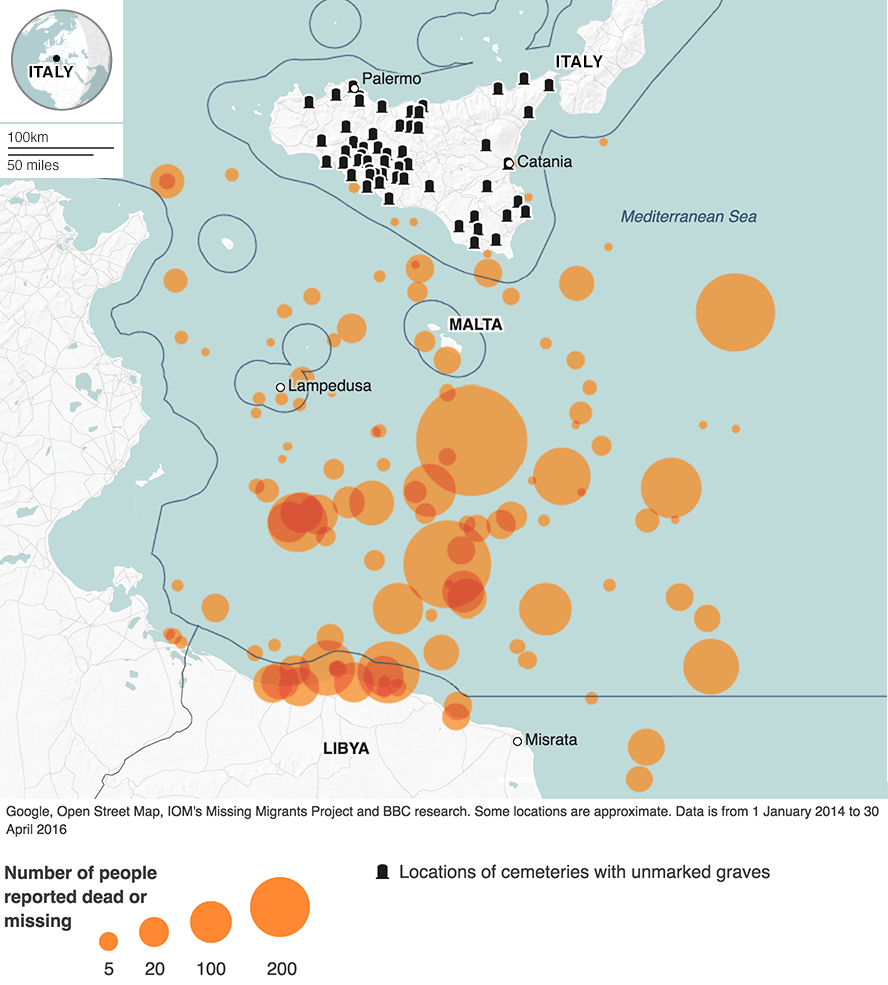 ITALY
100km
50 miles
ITALY
Palermo
Catania
Mediterranean Sea
MALTA
Lampedusa
Misrata
LIBYA
Google, Open Street Map, IOM's Missing Migrants Project and BBC research. Some locations are approximate. Data is from 1 January 2014 to 30
April 2016
Number of people
reported dead or
missing
5 20 100 200
Locations of cemeteries with unmarked graves